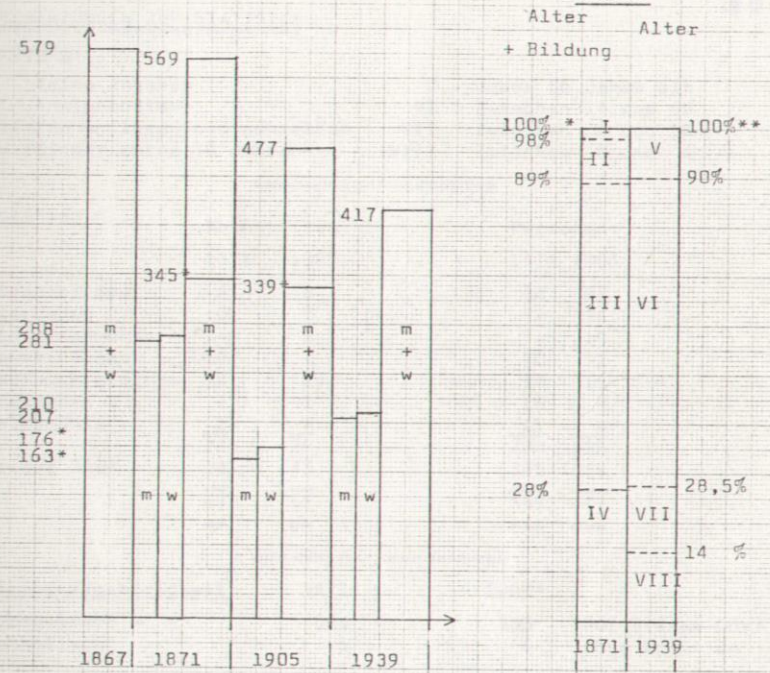 Alter
+ Bildung
Alter
579
569
477
417
345*
339*
288
281
210
207
176*
163*
m
+
w
m
+
w
m
+
w
m
+
w
m w
m w
m w
1867 1871 1905 1939
100% * I 100%**
98%
II V
89% 90%
III VI
28% 28,5%
IV VII
14 %
VIII
1871 1939